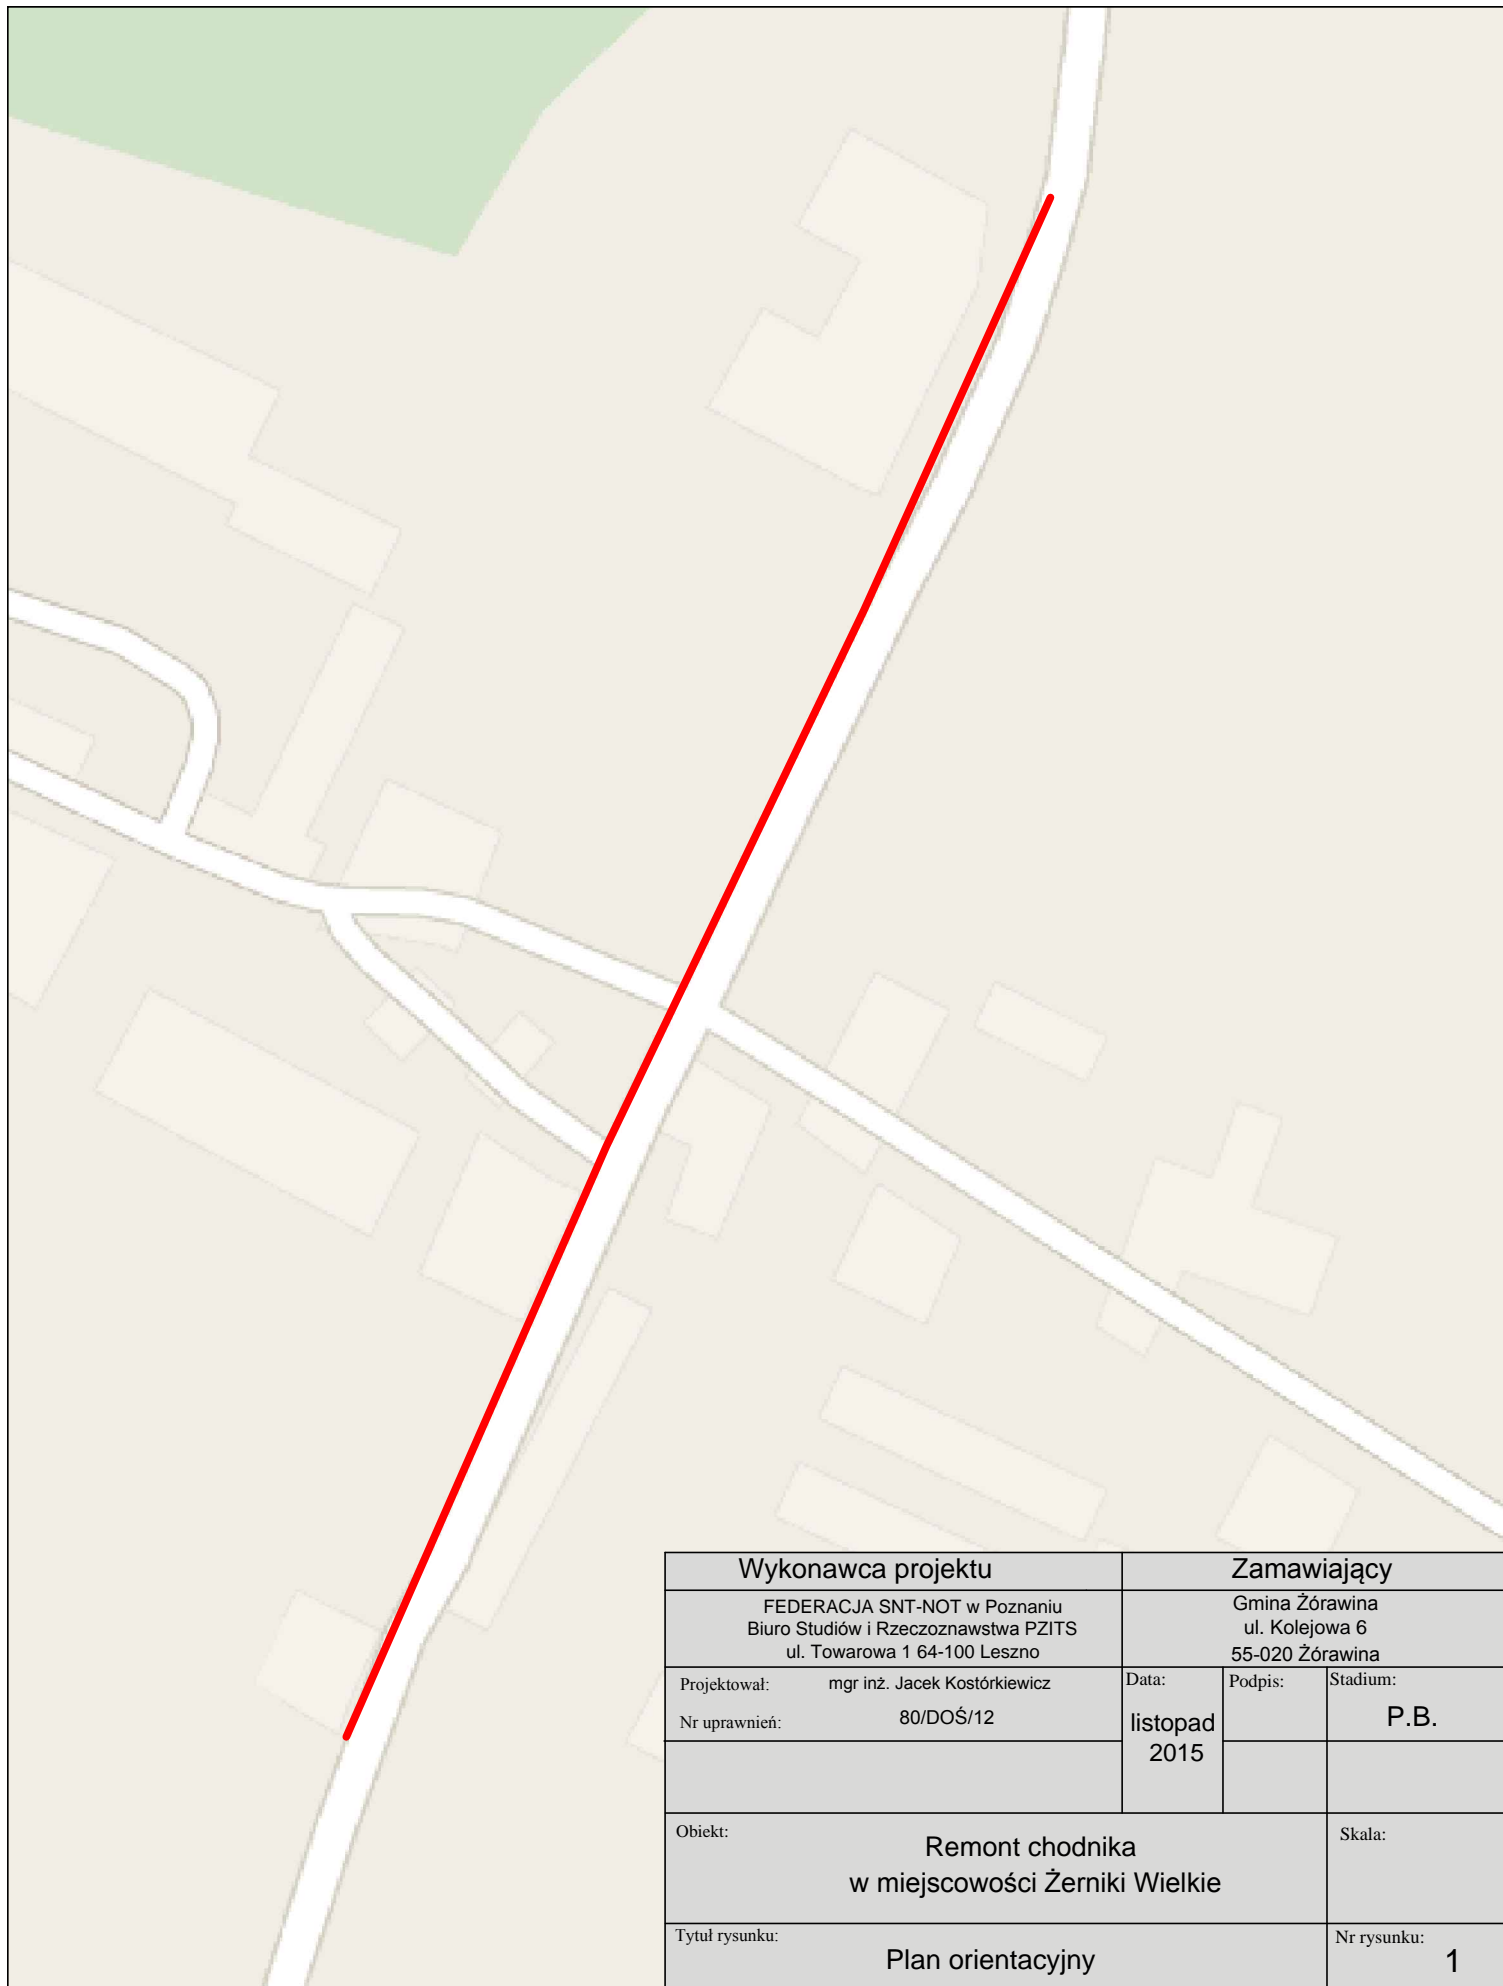 Wykonawca projektu
Zamawiający
FEDERACJA SNT-NOT w Poznaniu
Biuro Studiów i Rzeczoznawstwa PZITS
ul. Towarowa 1 64-100 Leszno
Gmina Żórawina
ul. Kolejowa 6
55-020 Żórawina
Projektował: mgr inż. Jacek Kostórkiewicz
Nr uprawnień: 80/DOŚ/12
Data:
listopad
2015
Podpis:
Stadium:
P.B.
Obiekt:
Remont chodnika
w miejscowości Żerniki Wielkie
Skala:
Tytuł rysunku:
Plan orientacyjny
Nr rysunku:
1